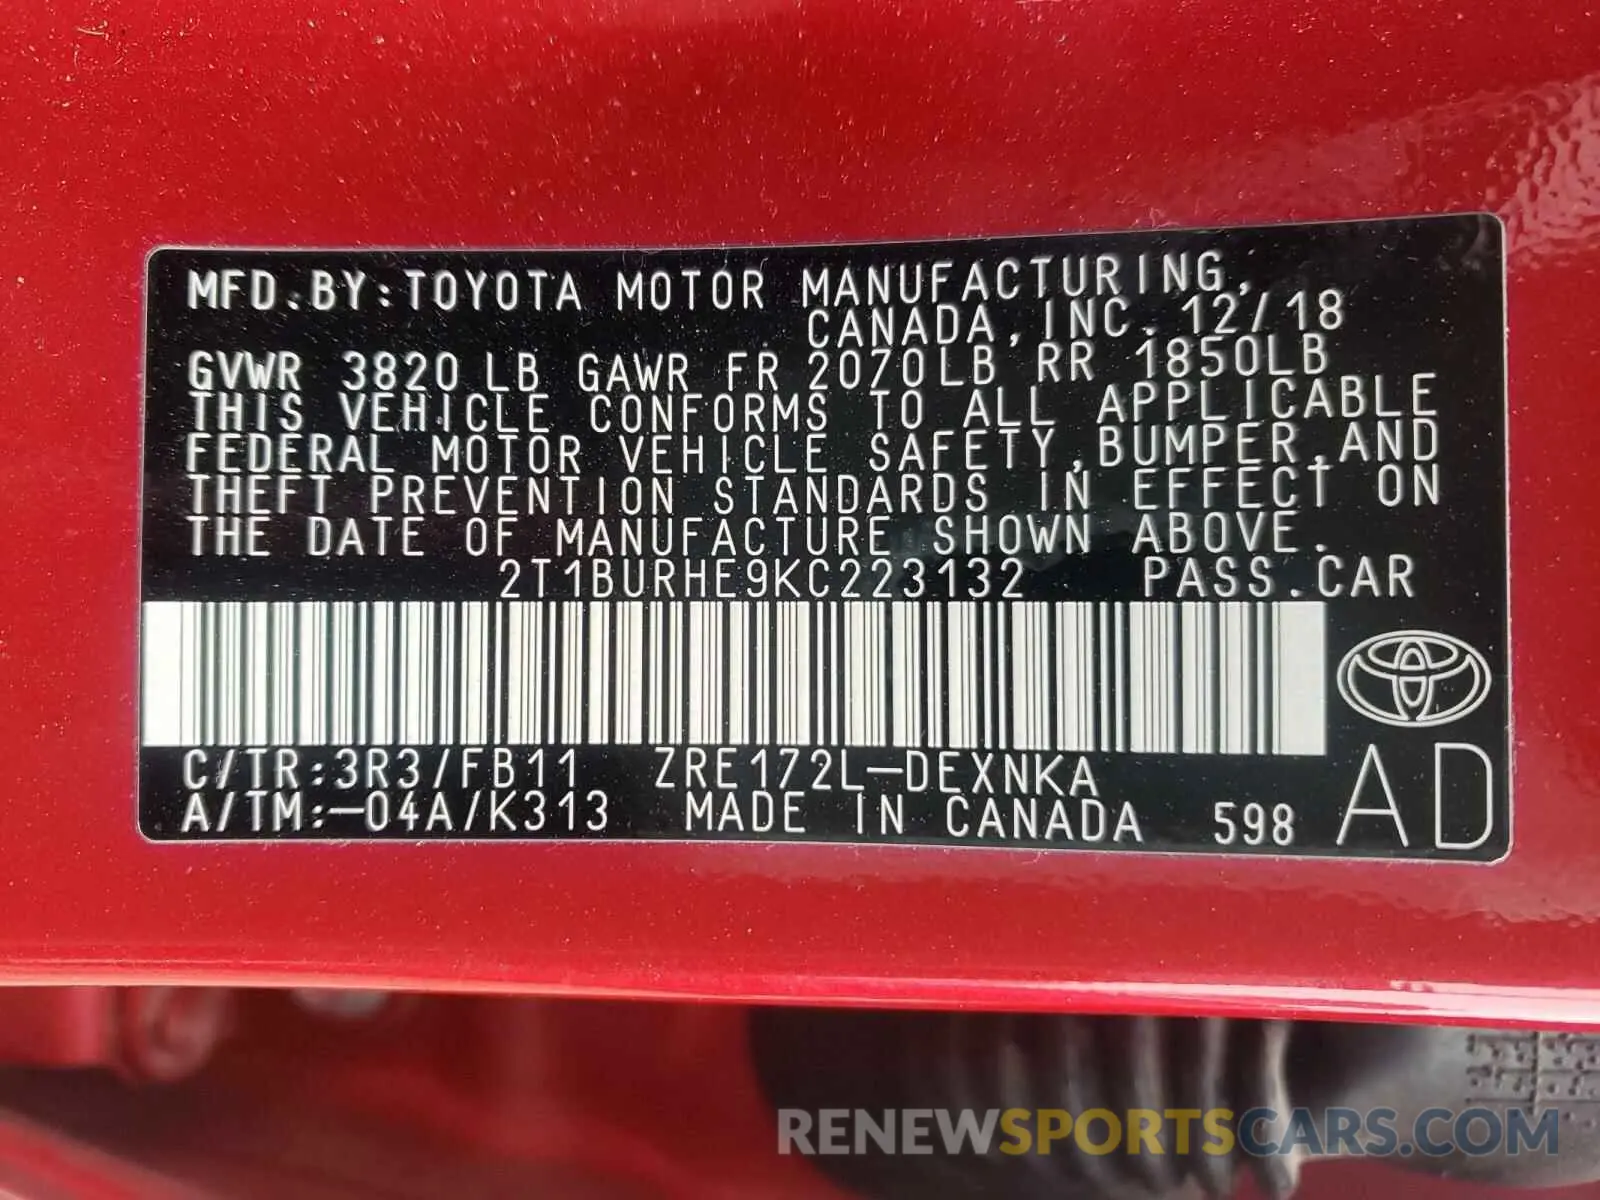 MFD.BY:TOYOTA MOTOR MANUFACTURING,
CANADA,INC. 12/18
GVWR 3820 LB GAWR FR 2070LB RR 1850LB
THIS VEHICLE CONFORMS TO ALL APPLICABLE
FEDERAL MOTOR VEHICLE SAFETY,BUMPER,AND
THEFT PREVENTION STANDARDS IN EFFECT ON
THE DATE OF MANUFACTURE SHOWN ABOVE.
2T1BURHE9KC223132 PASS.CAR
C/TR:3R3/FB11 ZRE172L-DEXNKA
A/TM:-04A/K313 MADE IN CANADA 598 AD
RENEWSPORTSCARS.COM